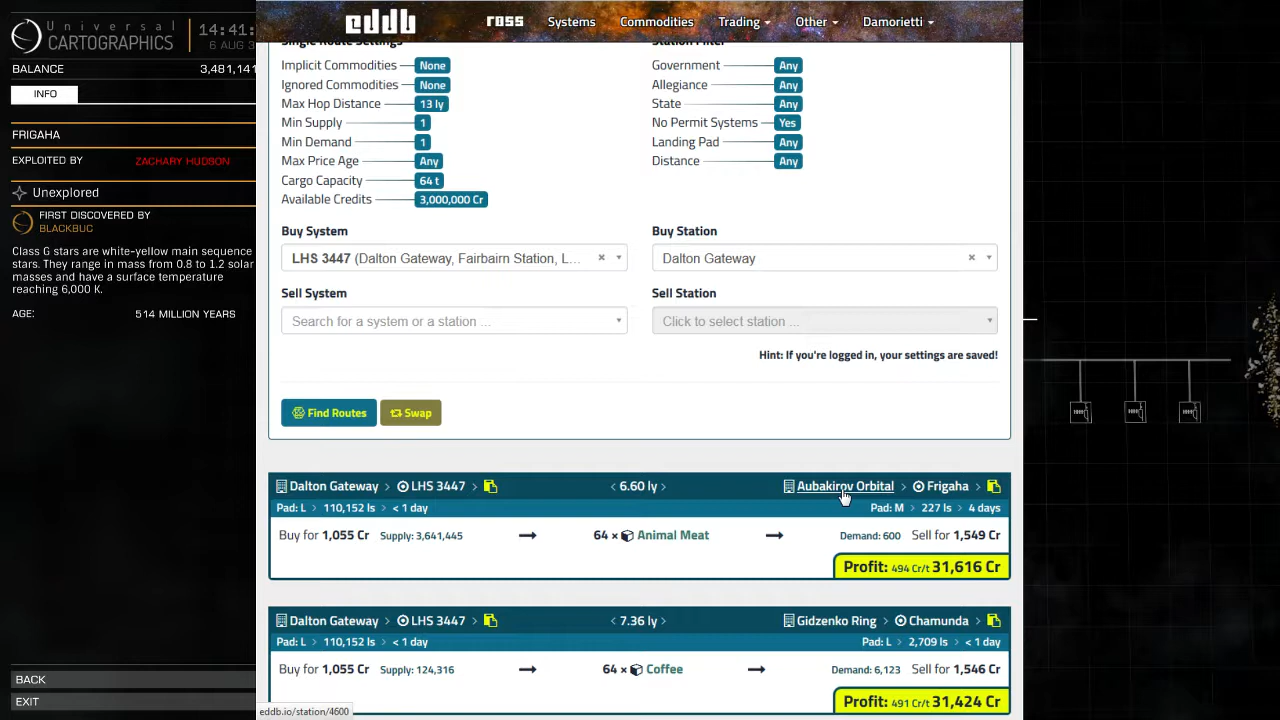 Universal
CARTOGRAPHICS
14:41:
6 AUG 3
BALANCE 3,481,141
INFO
FRIGAHA
EXPLOITED BY ZACHARY HUDSON
Unexplored
FIRST DISCOVERED BY
BLACKBUC
Class G stars are white-yellow main sequence
stars. They range in mass from 0.8 to 1.2 solar
masses and have a surface temperature
reaching 6,000 K.
AGE: 514 MILLION YEARS
BACK
EXIT
eddb ross Systems Commodities Trading Other Damorietti
Single Route Settings Station Filter
Implicit Commodities None Government Any
Ignored Commodities None Allegiance Any
Max Hop Distance 13 ly State Any
Min Supply 1 No Permit Systems Yes
Min Demand 1 Landing Pad Any
Max Price Age Any Distance Any
Cargo Capacity 64 t
Available Credits 3,000,000 Cr
Buy System Buy Station
LHS 3447 (Dalton Gateway, Fairbairn Station, L... × Dalton Gateway ×
Sell System Sell Station
Search for a system or a station ... Click to select station ...
Hint: If you're logged in, your settings are saved!
Find Routes Swap
Dalton Gateway > LHS 3447 > < 6.60 ly > Aubakirov Orbital > Frigaha >
Pad: L > 110,152 ls > < 1 day Pad: M > 227 ls > 4 days
Buy for 1,055 Cr Supply: 3,641,445 → 64 × Animal Meat → Demand: 600 Sell for 1,549 Cr
Profit: 494 Cr/t 31,616 Cr
Dalton Gateway > LHS 3447 > < 7.36 ly > Gidzenko Ring > Chamunda >
Pad: L > 110,152 ls > < 1 day Pad: L > 2,709 ls > < 1 day
Buy for 1,055 Cr Supply: 124,316 → 64 × Coffee → Demand: 6,123 Sell for 1,546 Cr
Profit: 491 Cr/t 31,424 Cr
eddb.io/station/4600